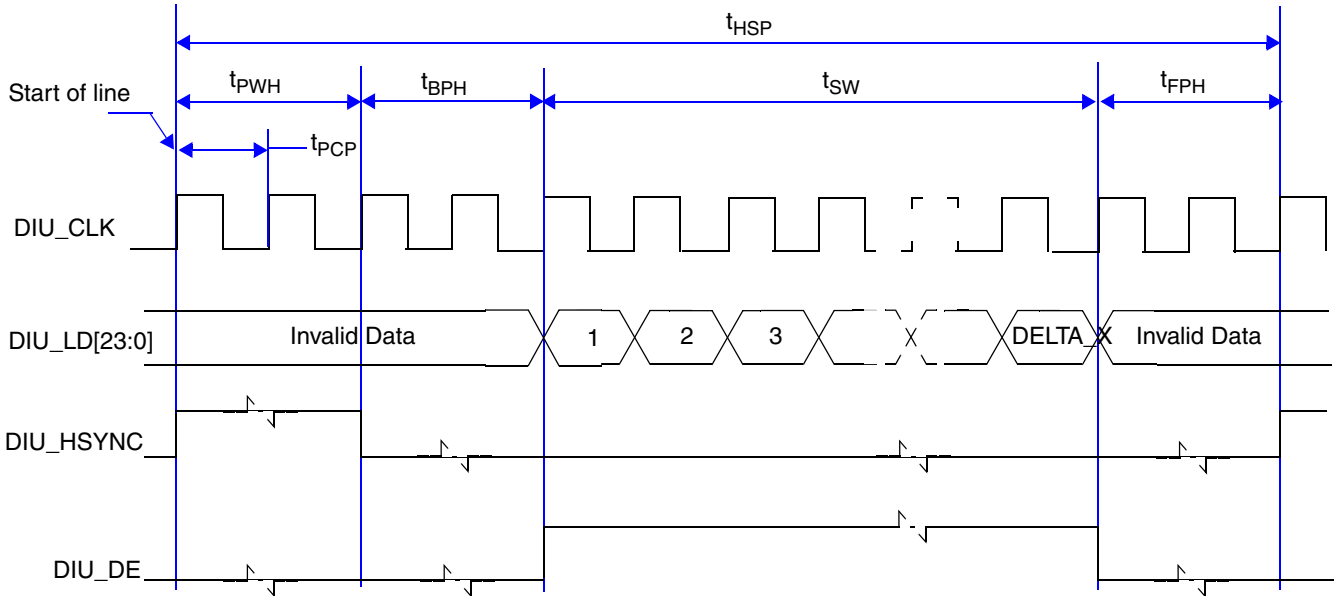 tHSP
tPWH
tBPH
tSW
tFPH
Start of line
tPCP
DIU_CLK
DIU_LD[23:0]
Invalid Data
1
2
3
DELTA_X
Invalid Data
DIU_HSYNC
DIU_DE